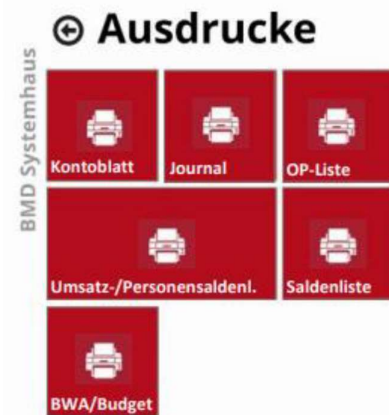 Ausdrucke
BMD Systemhaus
Kontoblatt
Journal
OP-Liste
Umsatz-/Personensaldenl.
Saldenliste
BWA/Budget